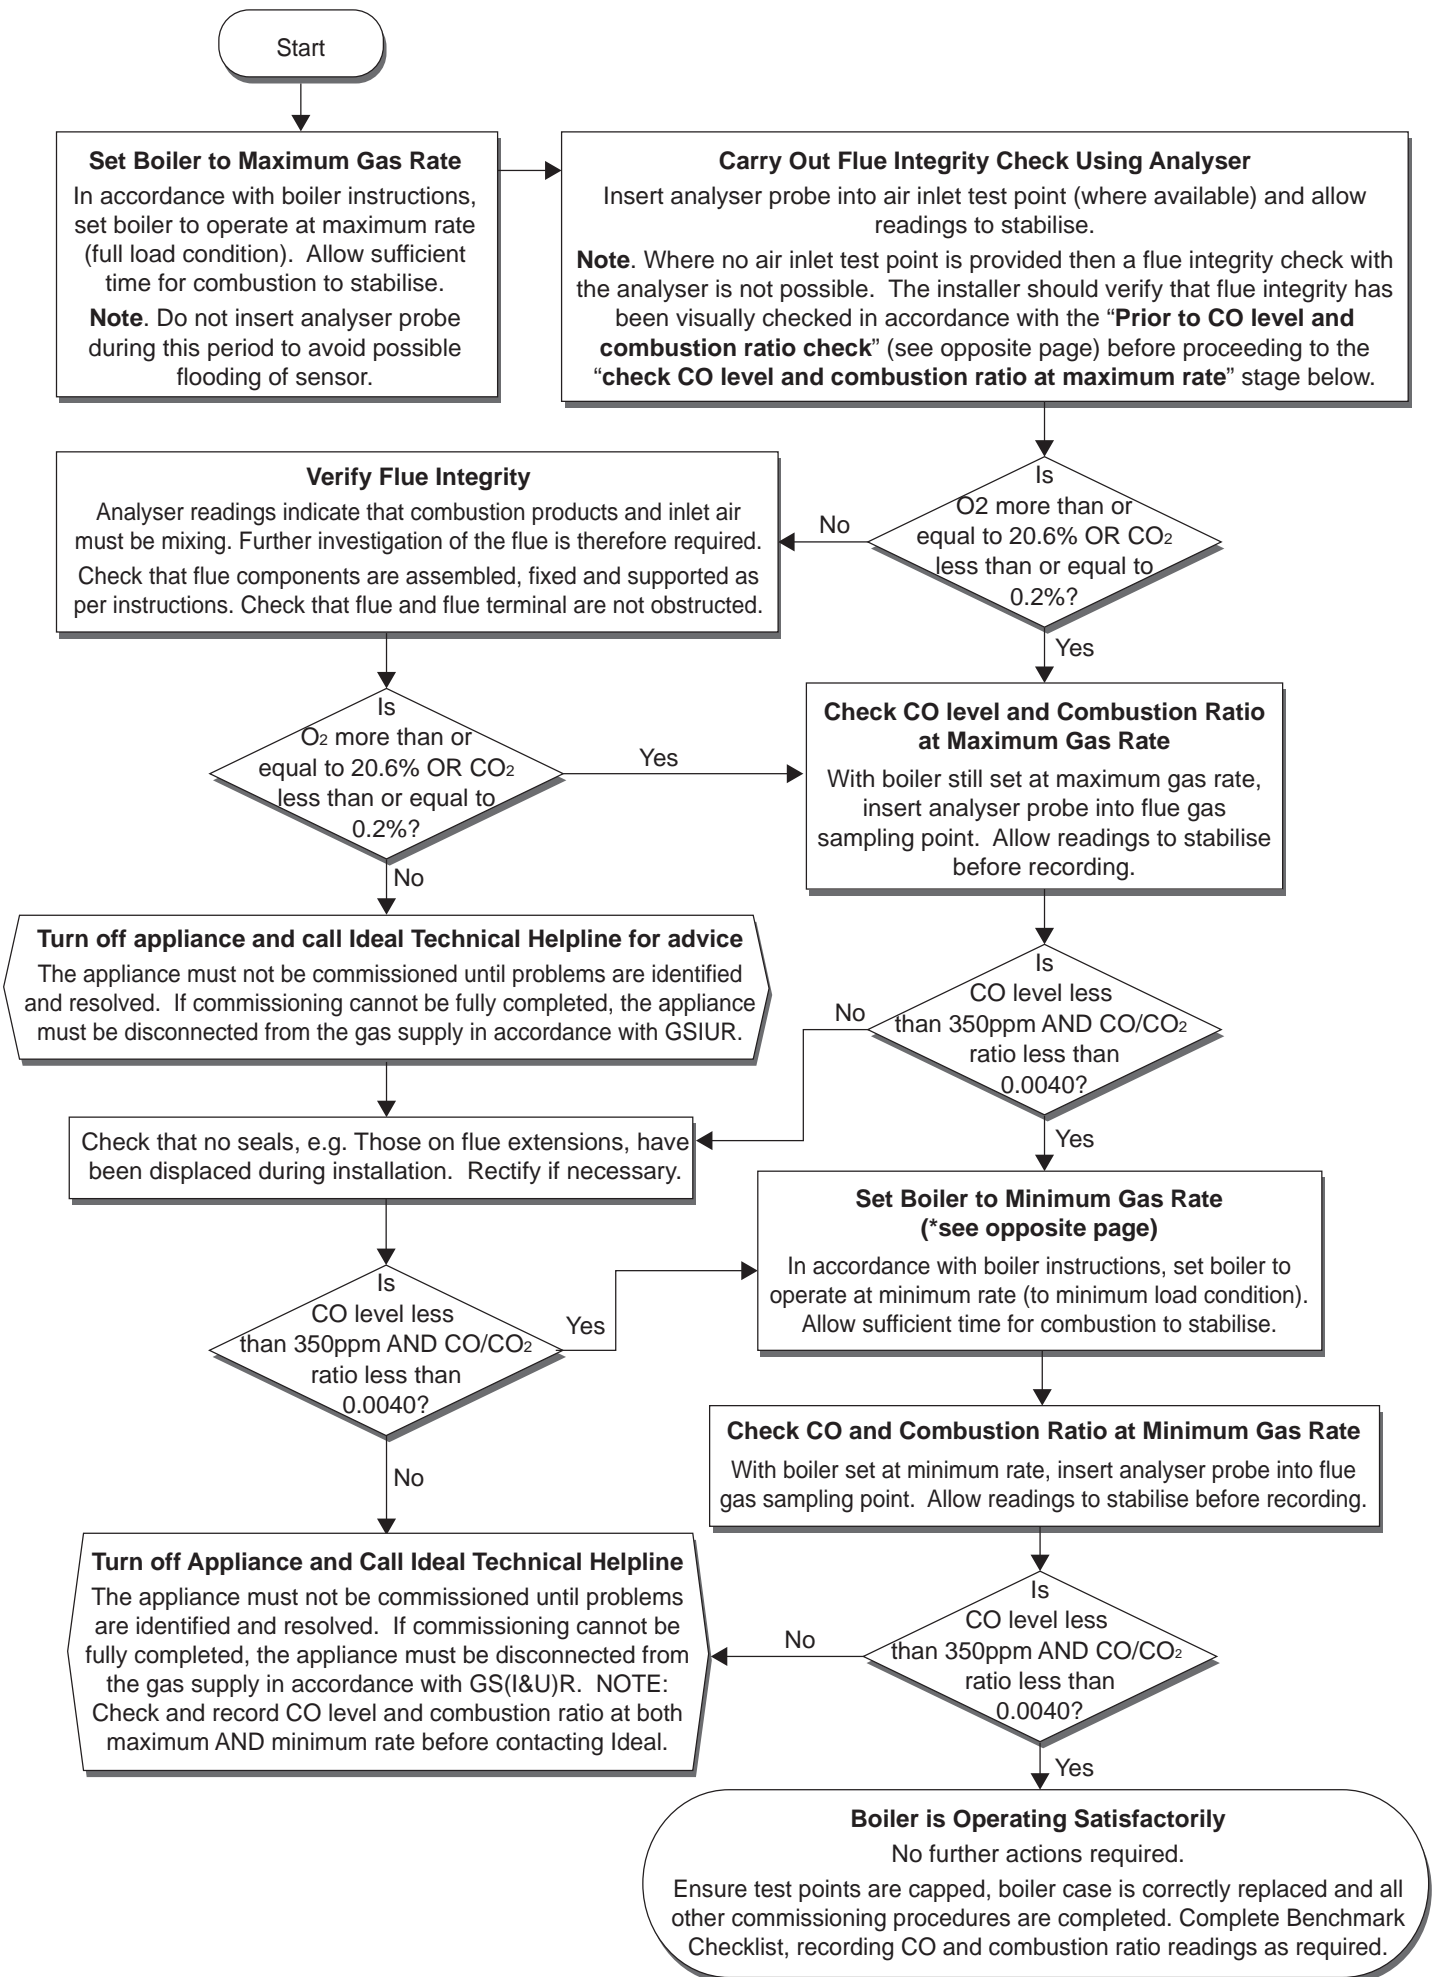 Start
Set Boiler to Maximum Gas Rate
In accordance with boiler instructions,
set boiler to operate at maximum rate
(full load condition).  Allow sufficient
time for combustion to stabilise.
Note. Do not insert analyser probe
during this period to avoid possible
flooding of sensor.
Carry Out Flue Integrity Check Using Analyser
Insert analyser probe into air inlet test point (where available) and allow
readings to stabilise.
Note. Where no air inlet test point is provided then a flue integrity check with
the analyser is not possible.  The installer should verify that flue integrity has
been visually checked in accordance with the “Prior to CO level and
combustion ratio check” (see opposite page) before proceeding to the
“check CO level and combustion ratio at maximum rate” stage below.
Is
O2 more than or
equal to 20.6% OR CO2
less than or equal to
0.2%?
No
Yes
Verify Flue Integrity
Analyser readings indicate that combustion products and inlet air
must be mixing. Further investigation of the flue is therefore required.
Check that flue components are assembled, fixed and supported as
per instructions. Check that flue and flue terminal are not obstructed.
Is
O2 more than or
equal to 20.6% OR CO2
less than or equal to
0.2%?
Yes
No
Check CO level and Combustion Ratio
at Maximum Gas Rate
With boiler still set at maximum gas rate,
insert analyser probe into flue gas
sampling point.  Allow readings to stabilise
before recording.
Turn off appliance and call Ideal Technical Helpline for advice
The appliance must not be commissioned until problems are identified
and resolved.  If commissioning cannot be fully completed, the appliance
must be disconnected from the gas supply in accordance with GSIUR.
Is
CO level less
than 350ppm AND CO/CO2
ratio less than
0.0040?
No
Yes
Check that no seals, e.g. Those on flue extensions, have
been displaced during installation.  Rectify if necessary.
Set Boiler to Minimum Gas Rate
(*see opposite page)
In accordance with boiler instructions, set boiler to
operate at minimum rate (to minimum load condition).
Allow sufficient time for combustion to stabilise.
Is
CO level less
than 350ppm AND CO/CO2
ratio less than
0.0040?
Yes
No
Check CO and Combustion Ratio at Minimum Gas Rate
With boiler set at minimum rate, insert analyser probe into flue
gas sampling point.  Allow readings to stabilise before recording.
Turn off Appliance and Call Ideal Technical Helpline
The appliance must not be commissioned until problems
are identified and resolved.  If commissioning cannot be
fully completed, the appliance must be disconnected from
the gas supply in accordance with GS(I&U)R.  NOTE:
Check and record CO level and combustion ratio at both
maximum AND minimum rate before contacting Ideal.
Is
CO level less
than 350ppm AND CO/CO2
ratio less than
0.0040?
No
Yes
Boiler is Operating Satisfactorily
No further actions required.
Ensure test points are capped, boiler case is correctly replaced and all
other commissioning procedures are completed. Complete Benchmark
Checklist, recording CO and combustion ratio readings as required.